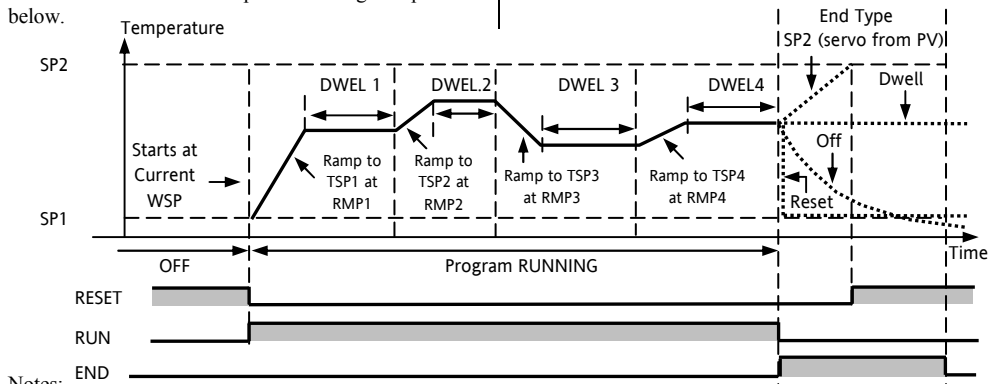 below.
Temperature
End Type
SP2 (servo from PV)
SP2
DWEL 1
DWEL.2
DWEL 3
DWEL4
Dwell
Starts at
Current
WSP
Ramp to
TSP1 at
RMP1
Ramp to
TSP2 at
RMP2
Ramp to TSP3
at RMP3
Ramp to TSP4
at RMP4
Off
Reset
SP1
Time
OFF
Program RUNNING
RESET
RUN
END
Notes: